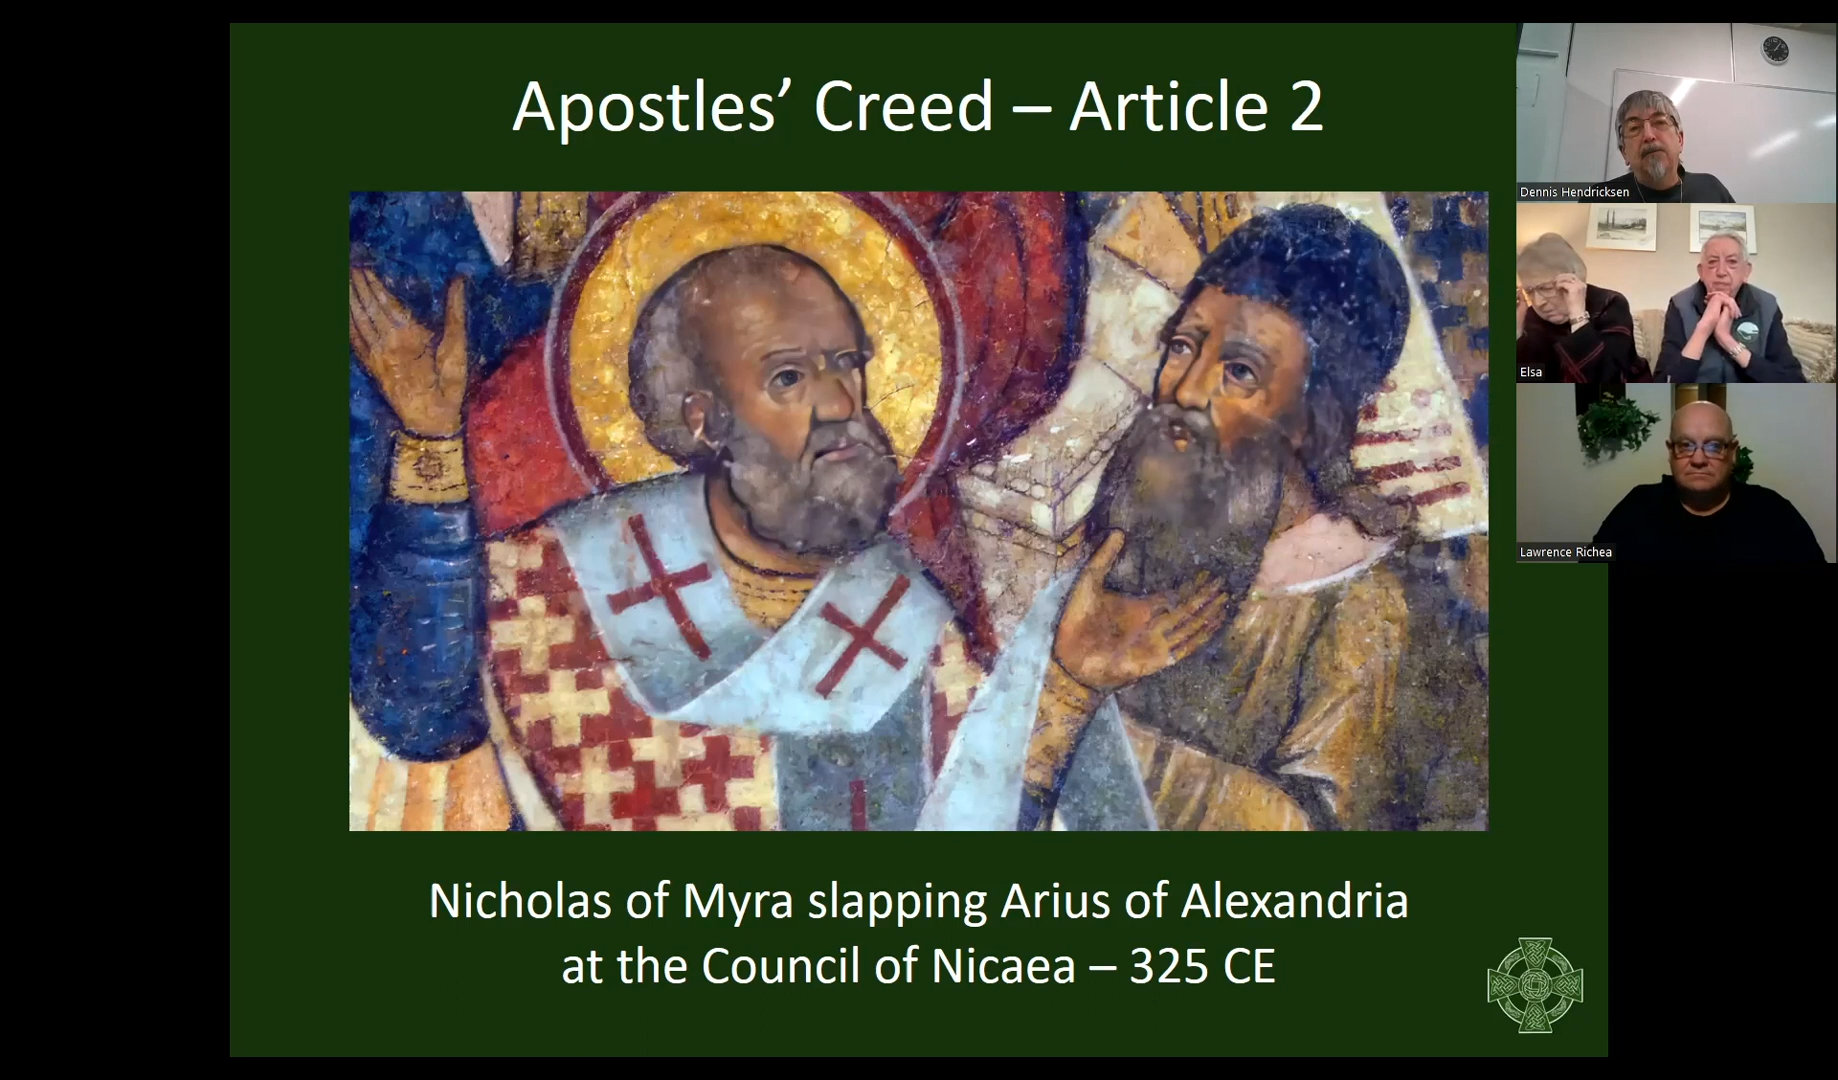 Apostles’ Creed – Article 2
Nicholas of Myra slapping Arius of Alexandria
at the Council of Nicaea – 325 CE
Dennis Hendricksen
Elsa
Lawrence Richea